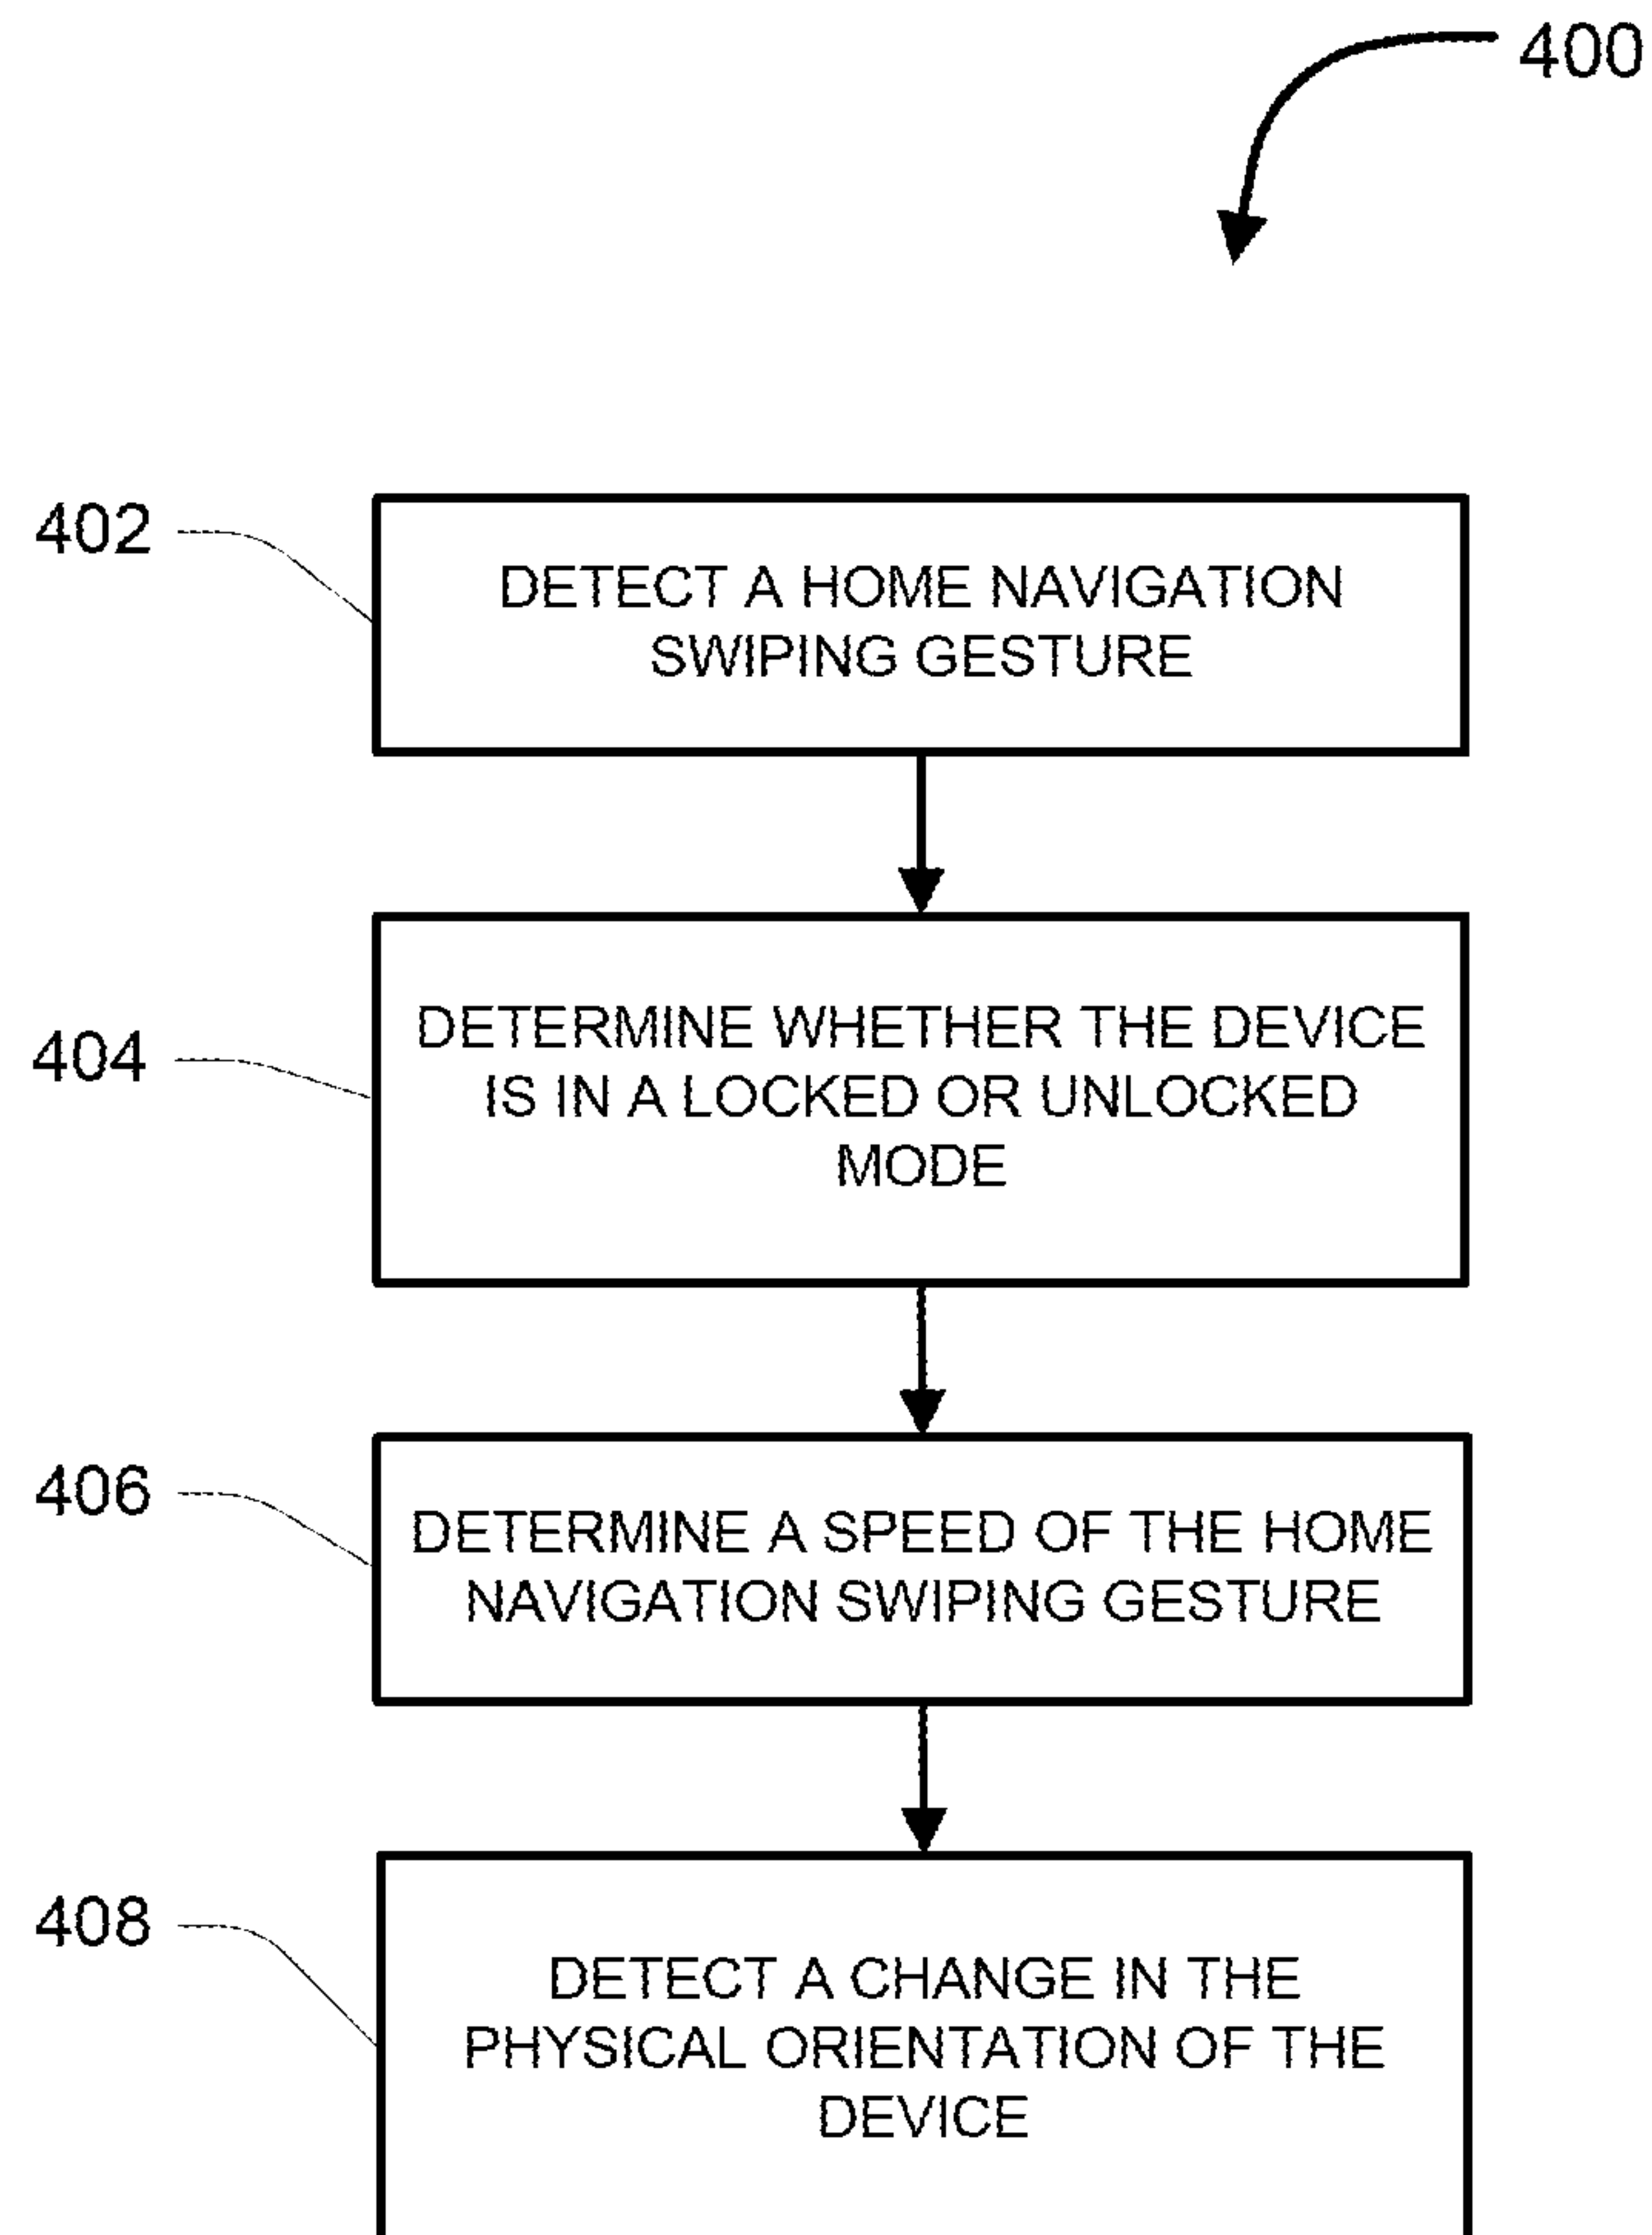 400
402
DETECT A HOME NAVIGATION
SWIPING GESTURE
404
DETERMINE WHETHER THE DEVICE
IS IN A LOCKED OR UNLOCKED
MODE
406
DETERMINE A SPEED OF THE HOME
NAVIGATION SWIPING GESTURE
408
DETECT A CHANGE IN THE
PHYSICAL ORIENTATION OF THE
DEVICE